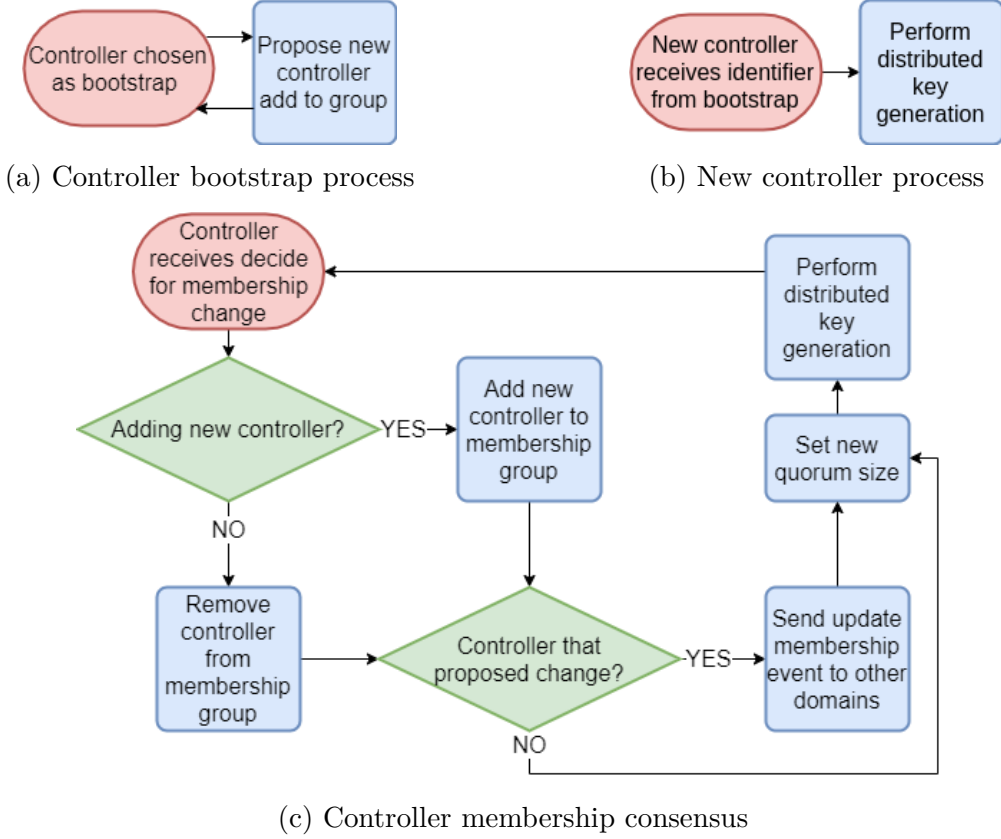 Controller chosen
as bootstrap
Propose new
controller
add to group
(a) Controller bootstrap process
New controller
receives identifier
from bootstrap
Perform
distributed
key
generation
(b) New controller process
Controller
receives decide
for membership
change
Adding new controller?
YES
Add new
controller to
membership
group
NO
Remove
controller
from
membership
group
Controller that
proposed change?
YES
NO
Send update
membership
event to other
domains
Set new
quorum size
Perform
distributed
key
generation
(c) Controller membership consensus